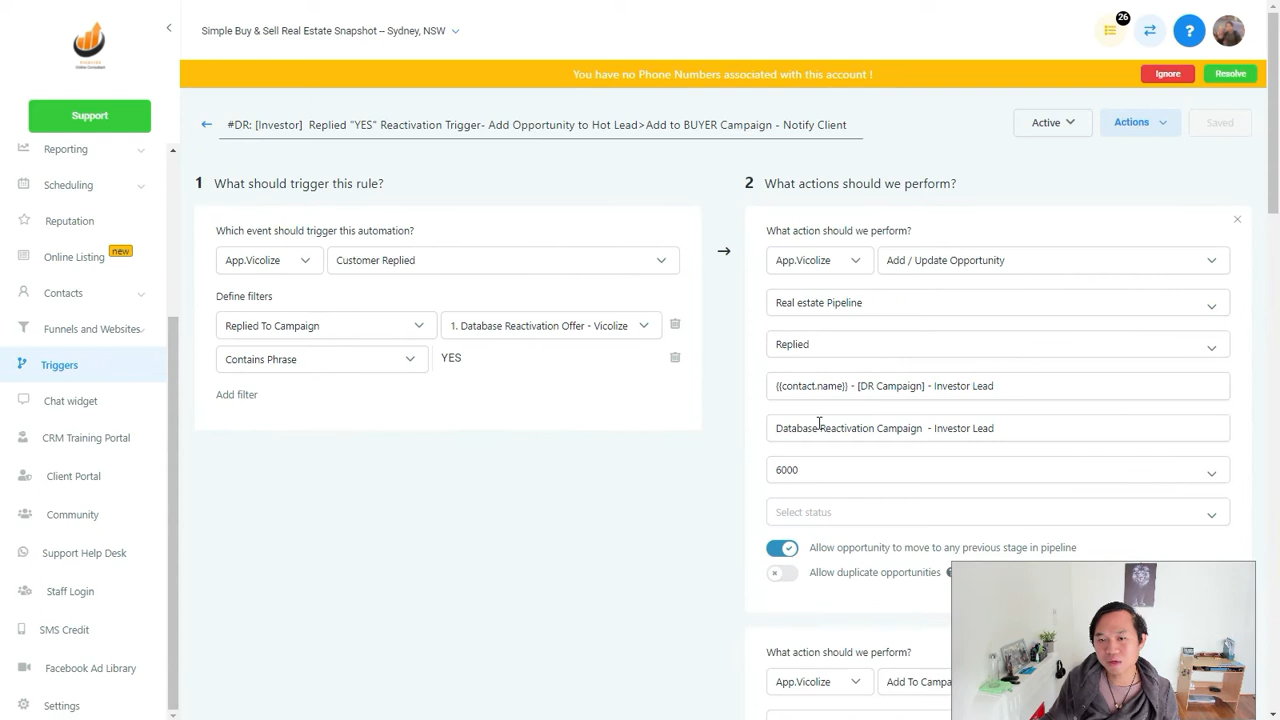 Simple Buy & Sell Real Estate Snapshot -- Sydney, NSW
26
?
You have no Phone Numbers associated with this account !
Ignore
Resolve
Support
Reporting
Scheduling
Reputation
Online Listing
new
Contacts
Funnels and Websites
Triggers
Chat widget
CRM Training Portal
Client Portal
Community
Support Help Desk
Staff Login
SMS Credit
Facebook Ad Library
Settings
#DR: [Investor] Replied "YES" Reactivation Trigger- Add Opportunity to Hot Lead>Add to BUYER Campaign - Notify Client
Active
Actions
Saved
1 What should trigger this rule?
Which event should trigger this automation?
App.Vicolize
Customer Replied
Define filters
Replied To Campaign
1. Database Reactivation Offer - Vicolize
Contains Phrase
YES
Add filter
2 What actions should we perform?
What action should we perform?
App.Vicolize
Add / Update Opportunity
Real estate Pipeline
Replied
{{contact.name}} - [DR Campaign] - Investor Lead
Database Reactivation Campaign - Investor Lead
6000
Select status
Allow opportunity to move to any previous stage in pipeline
Allow duplicate opportunities
What action should we perform?
App.Vicolize
Add To Campa